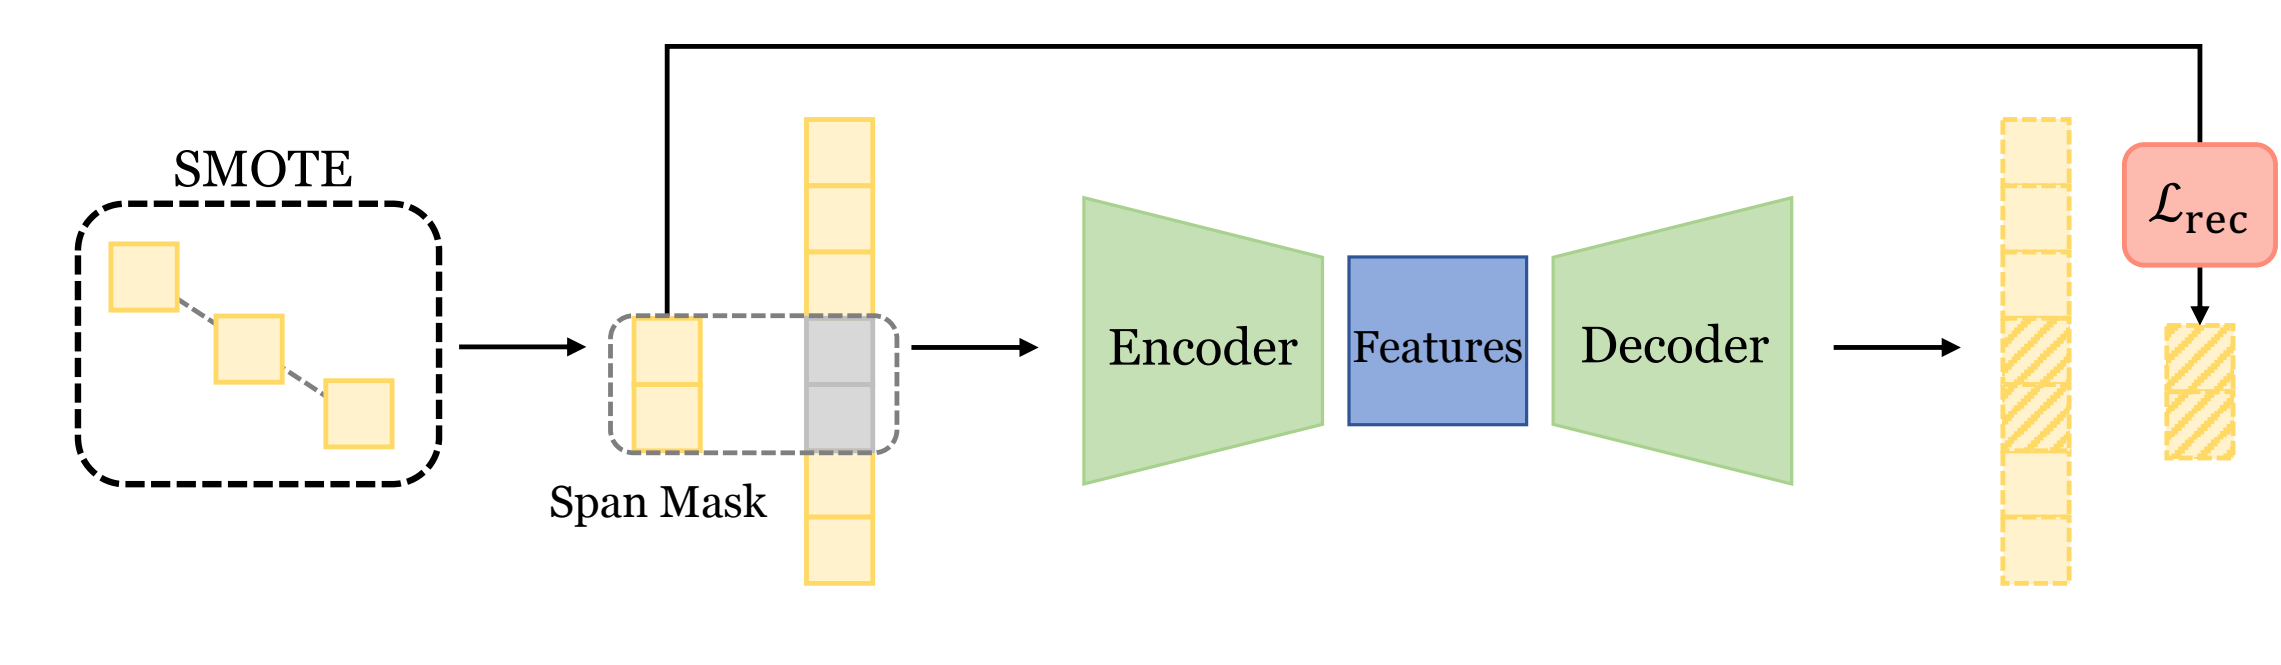 SMOTE
Span Mask
Encoder
Features
Decoder
ℒrec